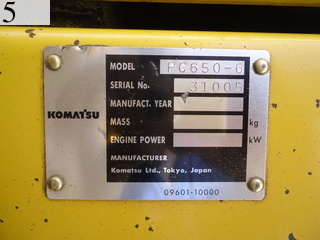 5
MODEL PC650-6
SERIAL No. 31005
MANUFACT. YEAR
MASS kg
KOMATSU
ENGINE POWER kW
MANUFACTURER
Komatsu Ltd., Tokyo, Japan
09601-10000